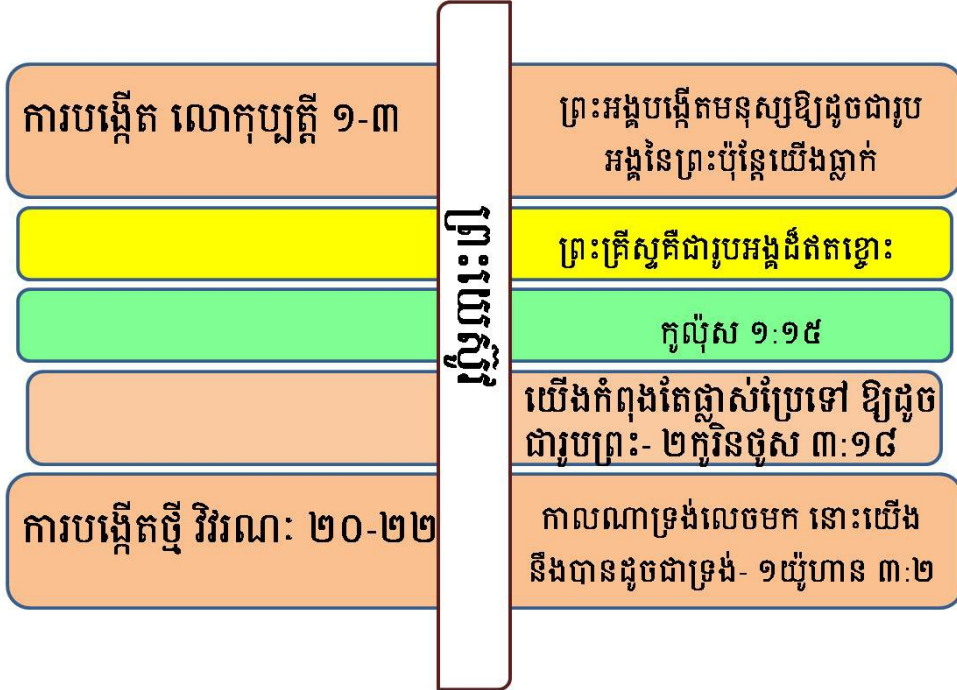 ការបង្កើត លោកុប្បត្តី ១-៣
ព្រះអង្គបង្កើតមនុស្សឱ្យដូចជារូប
អង្គនៃព្រះប៉ុន្តែយើងធ្លាក់
ព្រះយេស៊ូវ
ព្រះគ្រីស្ទគឺជារូបអង្គដ៏ឥតខ្ចោះ
កូល៉ុស ១:១៥
យើងកំពុងតែផ្លាស់ប្រែទៅ ឱ្យដូច
ជារូបព្រះ- ២កូរិនថូស ៣:១៨
ការបង្កើតថ្មី វិវរណៈ ២០-២២
កាលណាទ្រង់លេចមក នោះយើង
នឹងបានដូចជាទ្រង់- ១យ៉ូហាន ៣:២